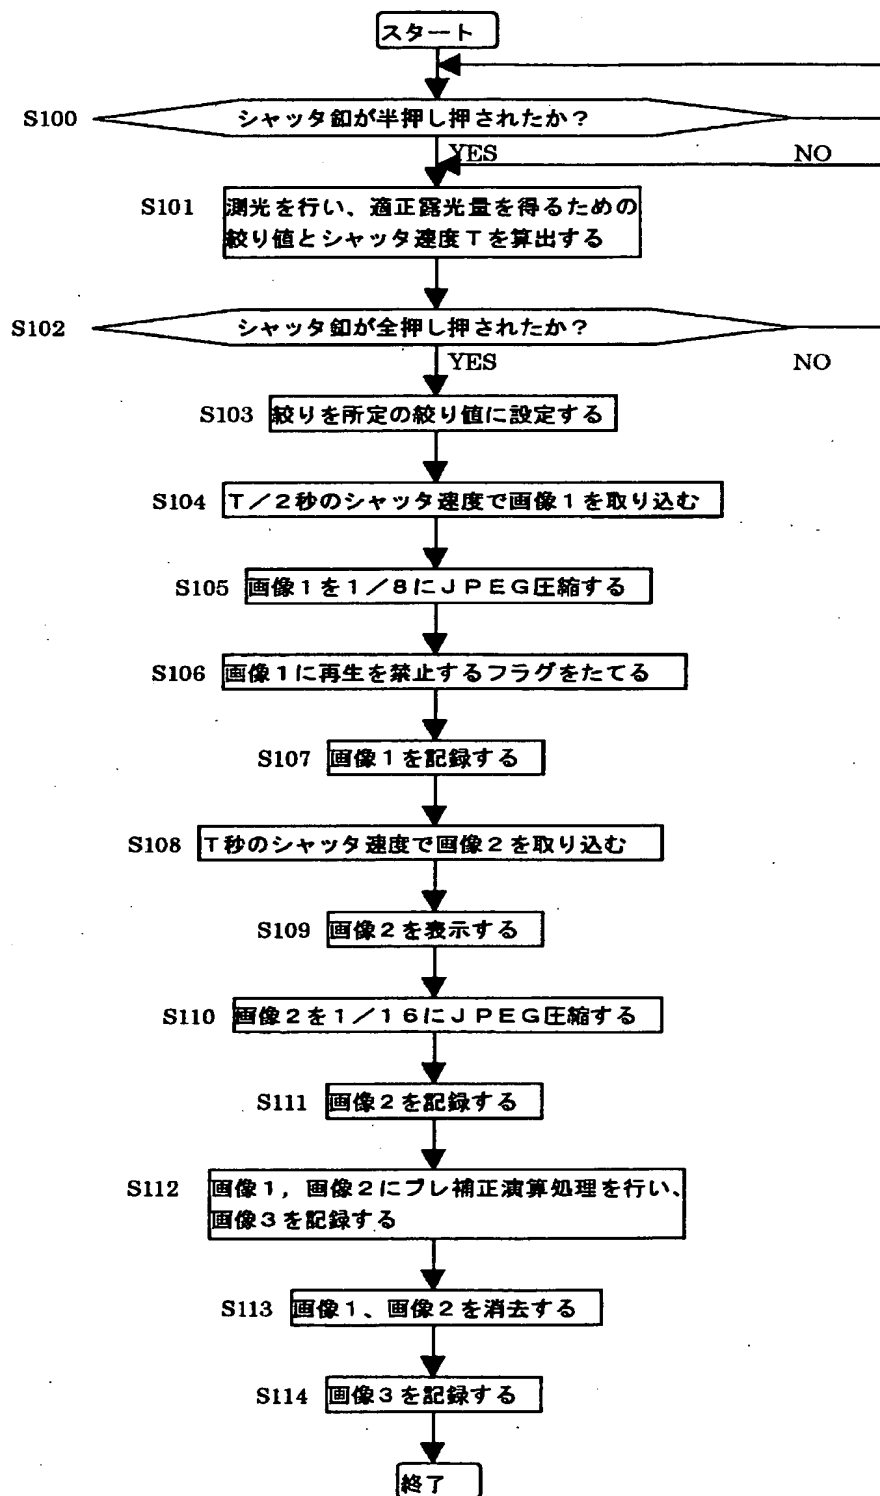 スタート
S100 シャッタ釦が半押し押されたか?
YES NO
S101 測光を行い、適正露光量を得るための
絞り値とシャッタ速度Tを算出する
S102 シャッタ釦が全押し押されたか?
YES NO
S103 絞りを所定の絞り値に設定する
S104 T/2秒のシャッタ速度で画像1を取り込む
S105 画像1を1/8にJPEG圧縮する
S106 画像1に再生を禁止するフラグをたてる
S107 画像1を記録する
S108 T秒のシャッタ速度で画像2を取り込む
S109 画像2を表示する
S110 画像2を1/16にJPEG圧縮する
S111 画像2を記録する
S112 画像1,画像2にブレ補正演算処理を行い、
画像3を記録する
S113 画像1、画像2を消去する
S114 画像3を記録する
終了